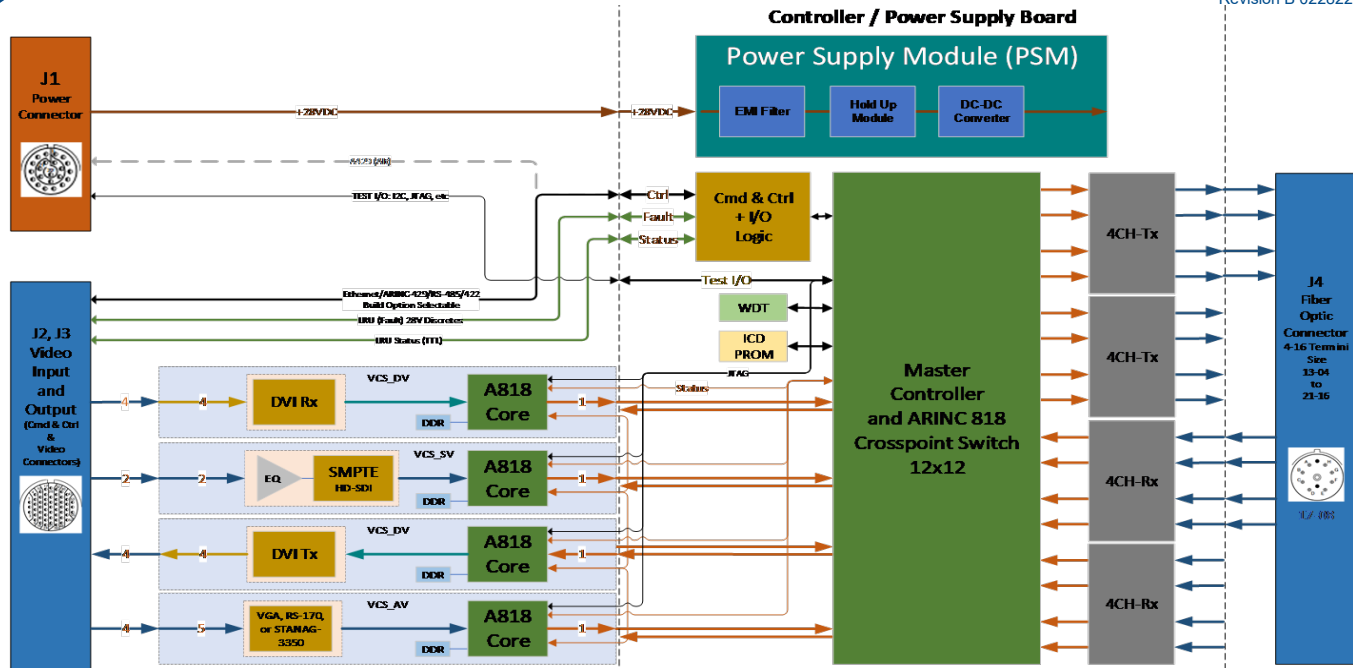 Revision B 022822
Controller / Power Supply Board
Power Supply Module (PSM)
EMI Filter
Hold Up
Module
DC-DC
Converter
J1
Power
Connector
+28VDC
+28VDC
TEST I/O: I2C, JTAG, etc
Ctrl
Fault
Status
Cmd & Ctrl
+ I/O
Logic
Test I/O
Ethernet/ARINC-429/RS-485/422
Build Option Selectable
LRU (Fault) 28V Discretes
LRU Status (TTL)
WDT
ICD
PROM
JTAG
Status
J2, J3
Video
Input
and
Output
(Cmd & Ctrl
&
Video
Connectors)
VCS_DV
4
4
DVI Rx
A818
Core
DDR
1
VCS_SV
2
2
EQ
SMPTE
HD-SDI
A818
Core
DDR
1
VCS_DV
4
4
DVI Tx
A818
Core
DDR
1
VCS_AV
4
5
VGA, RS-170,
or STANAG-
3350
A818
Core
DDR
1
Master
Controller
and ARINC 818
Crosspoint Switch
12x12
4CH-Tx
4CH-Tx
4CH-Rx
4CH-Rx
J4
Fiber
Optic
Connector
4-16 Termini
Size
13-04
to
21-16